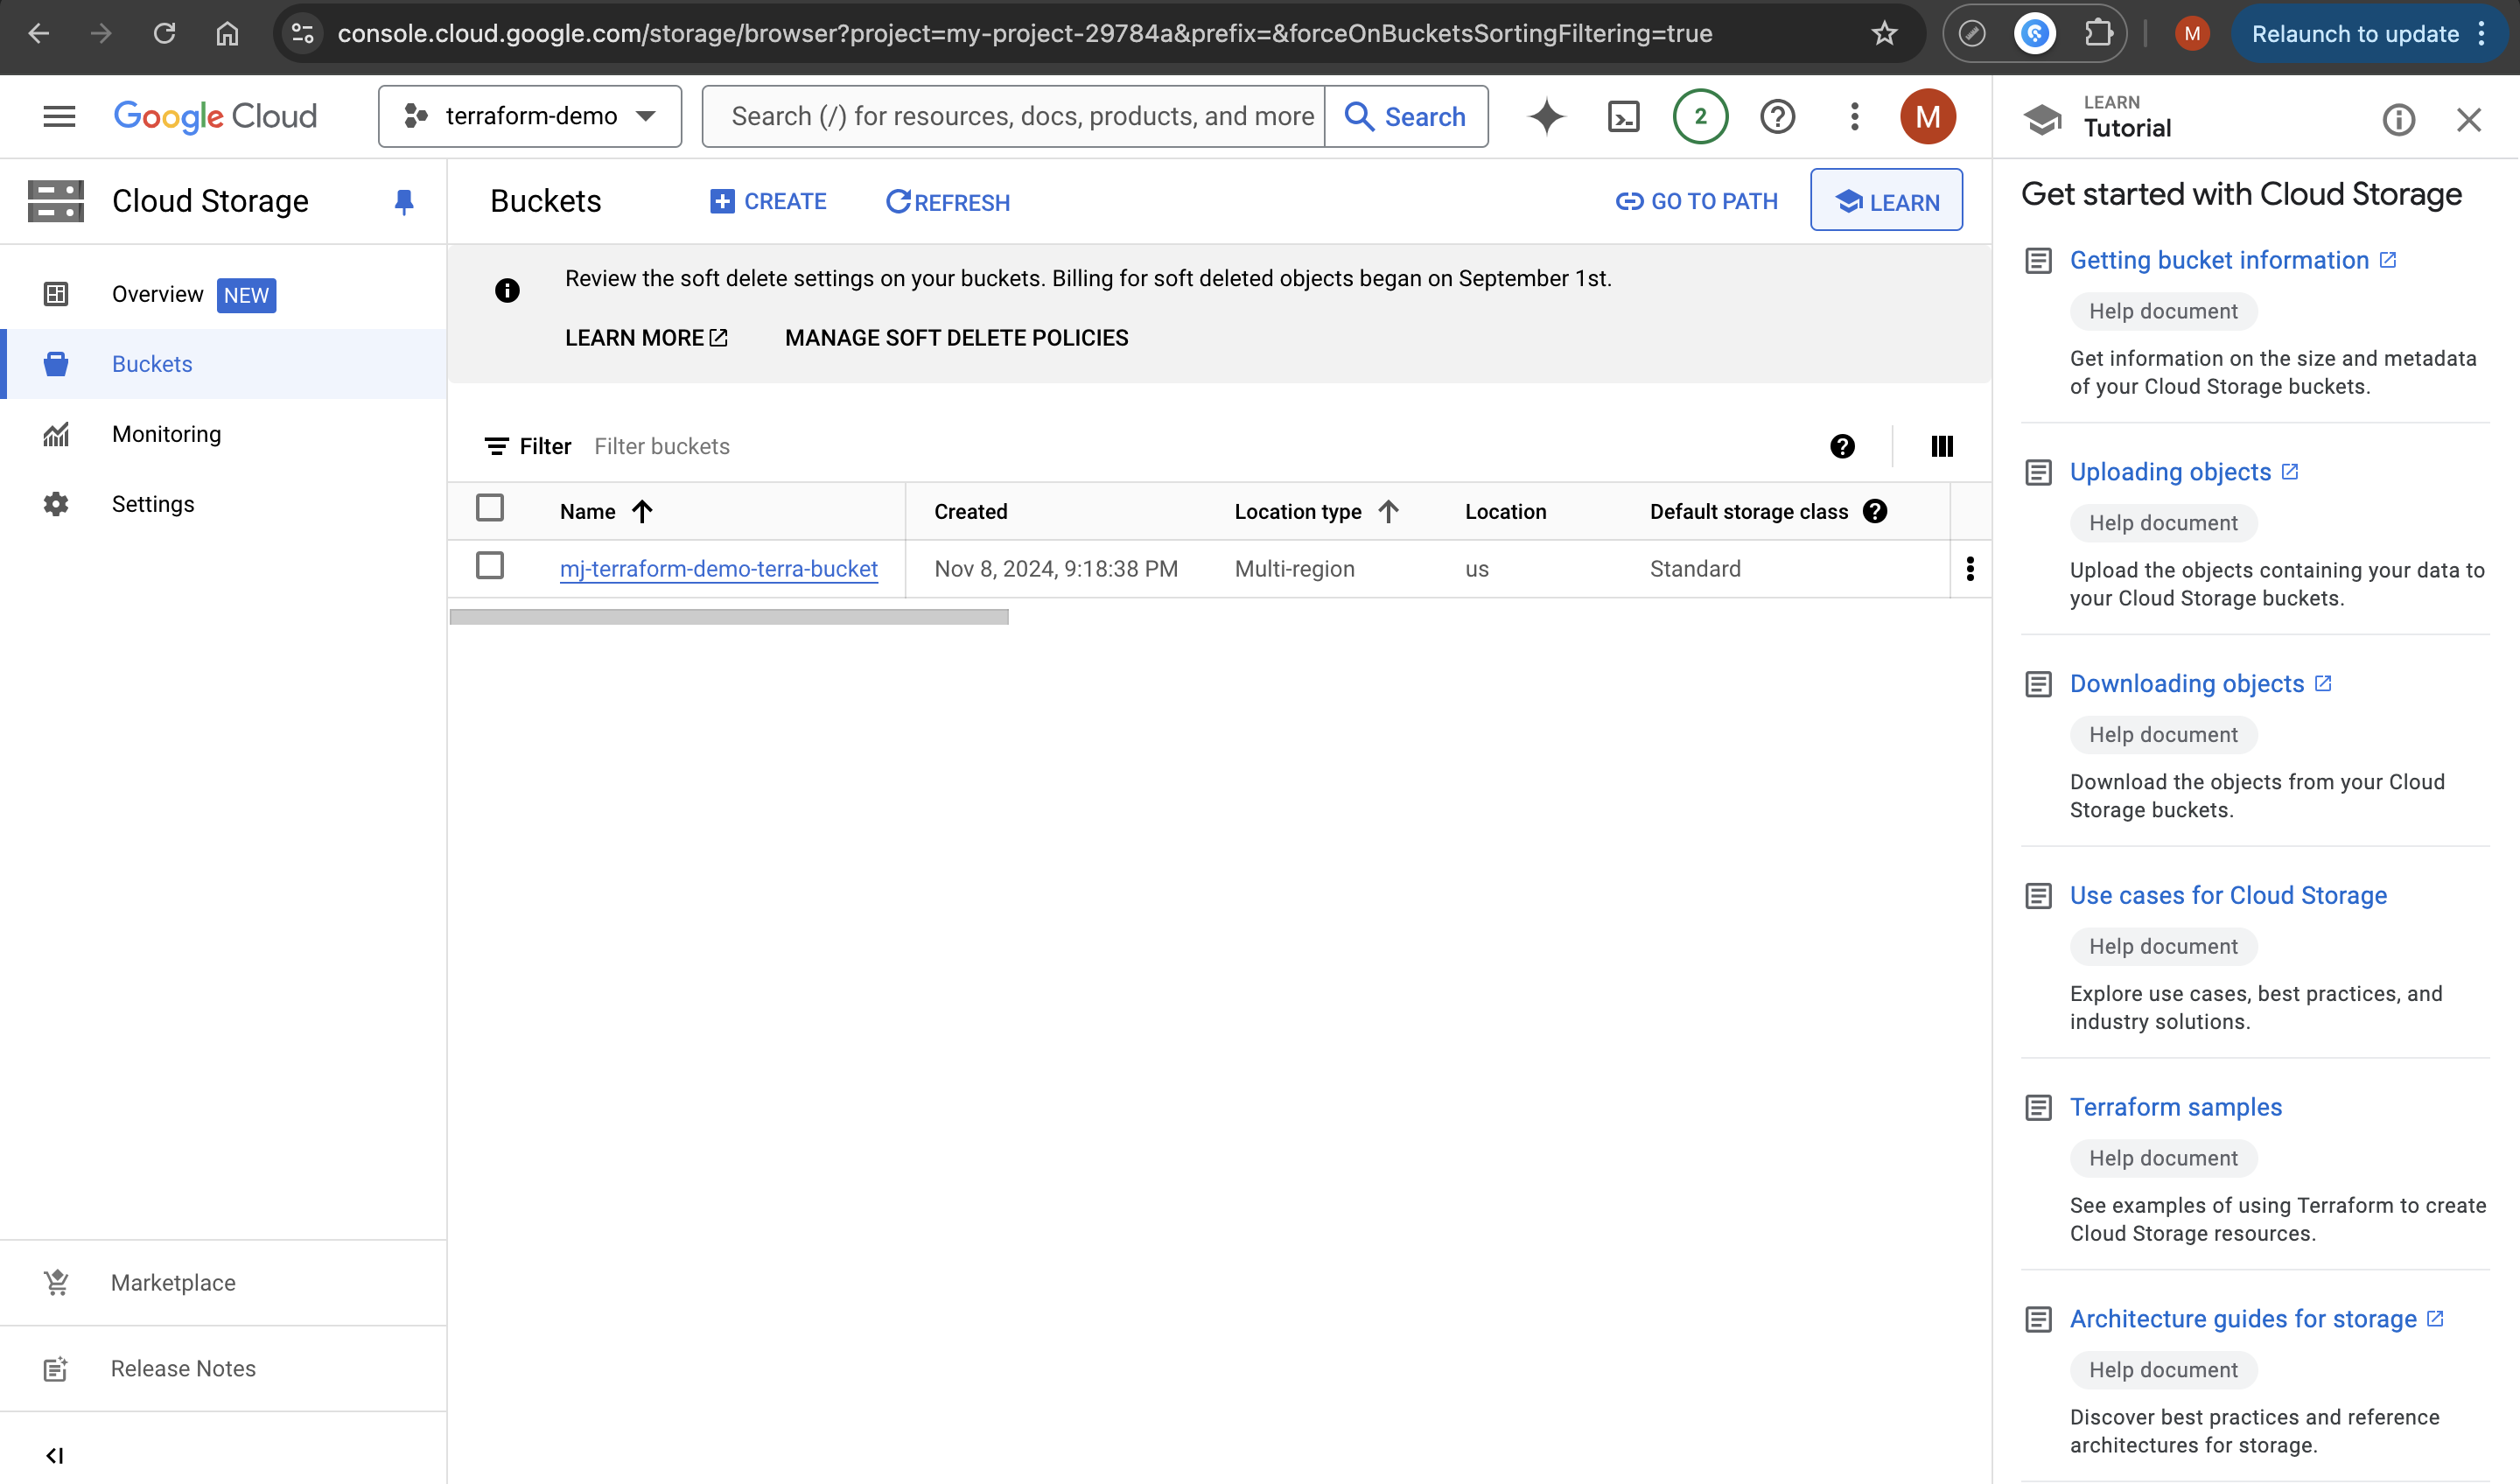 console.cloud.google.com/storage/browser?project=my-project-29784a&prefix=&forceOnBucketsSortingFiltering=true
M
Relaunch to update
Google Cloud
terraform-demo
Search (/) for resources, docs, products, and more
Search
2
M
LEARN
Tutorial
Cloud Storage
Overview NEW
Buckets
Monitoring
Settings
Marketplace
Release Notes
Buckets
CREATE
REFRESH
GO TO PATH
LEARN
Review the soft delete settings on your buckets. Billing for soft deleted objects began on September 1st.
LEARN MORE
MANAGE SOFT DELETE POLICIES
Filter Filter buckets
Name Created Location type Location Default storage class
mj-terraform-demo-terra-bucket Nov 8, 2024, 9:18:38 PM Multi-region us Standard
Get started with Cloud Storage
Getting bucket information
Help document
Get information on the size and metadata
of your Cloud Storage buckets.
Uploading objects
Help document
Upload the objects containing your data to
your Cloud Storage buckets.
Downloading objects
Help document
Download the objects from your Cloud
Storage buckets.
Use cases for Cloud Storage
Help document
Explore use cases, best practices, and
industry solutions.
Terraform samples
Help document
See examples of using Terraform to create
Cloud Storage resources.
Architecture guides for storage
Help document
Discover best practices and reference
architectures for storage.